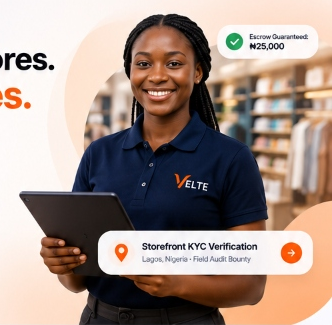 ores.
es.
Escrow Guaranteed:
₦25,000
VELTE
Storefront KYC Verification
Lagos, Nigeria • Field Audit Bounty